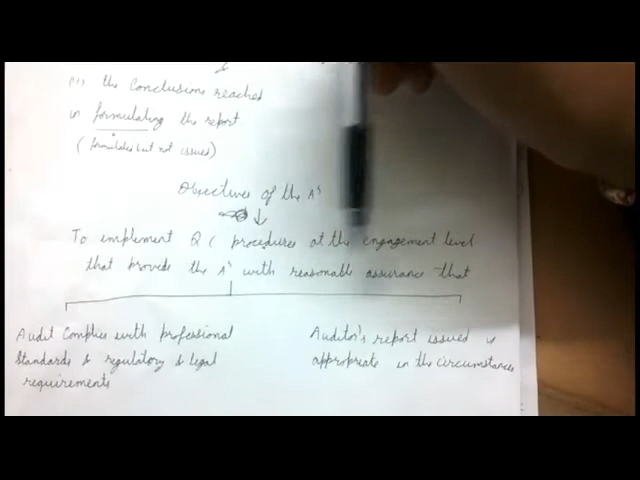 the Conclusions reached
in formulating the report
(formulated but not issued)
Objectives of the A's
To implement QC procedures at the engagement level
that provide the A's with reasonable assurance that
Audit Complies with professional
Standards & regulatory & legal
requirements
Auditor's report issued is
appropriate in the circumstances